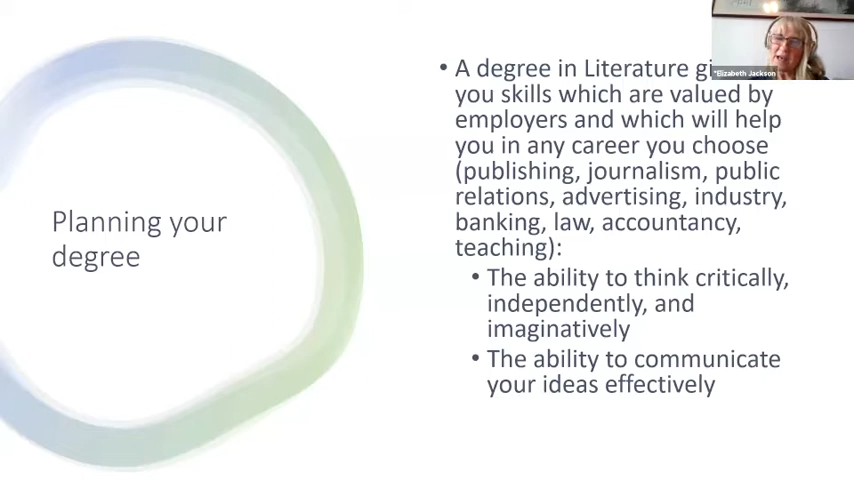 Planning your
degree
• A degree in Literature gi
you skills which are valued by
employers and which will help
you in any career you choose
(publishing, journalism, public
relations, advertising, industry,
banking, law, accountancy,
teaching):
• The ability to think critically,
independently, and
imaginatively
• The ability to communicate
your ideas effectively
"Elizabeth Jackson